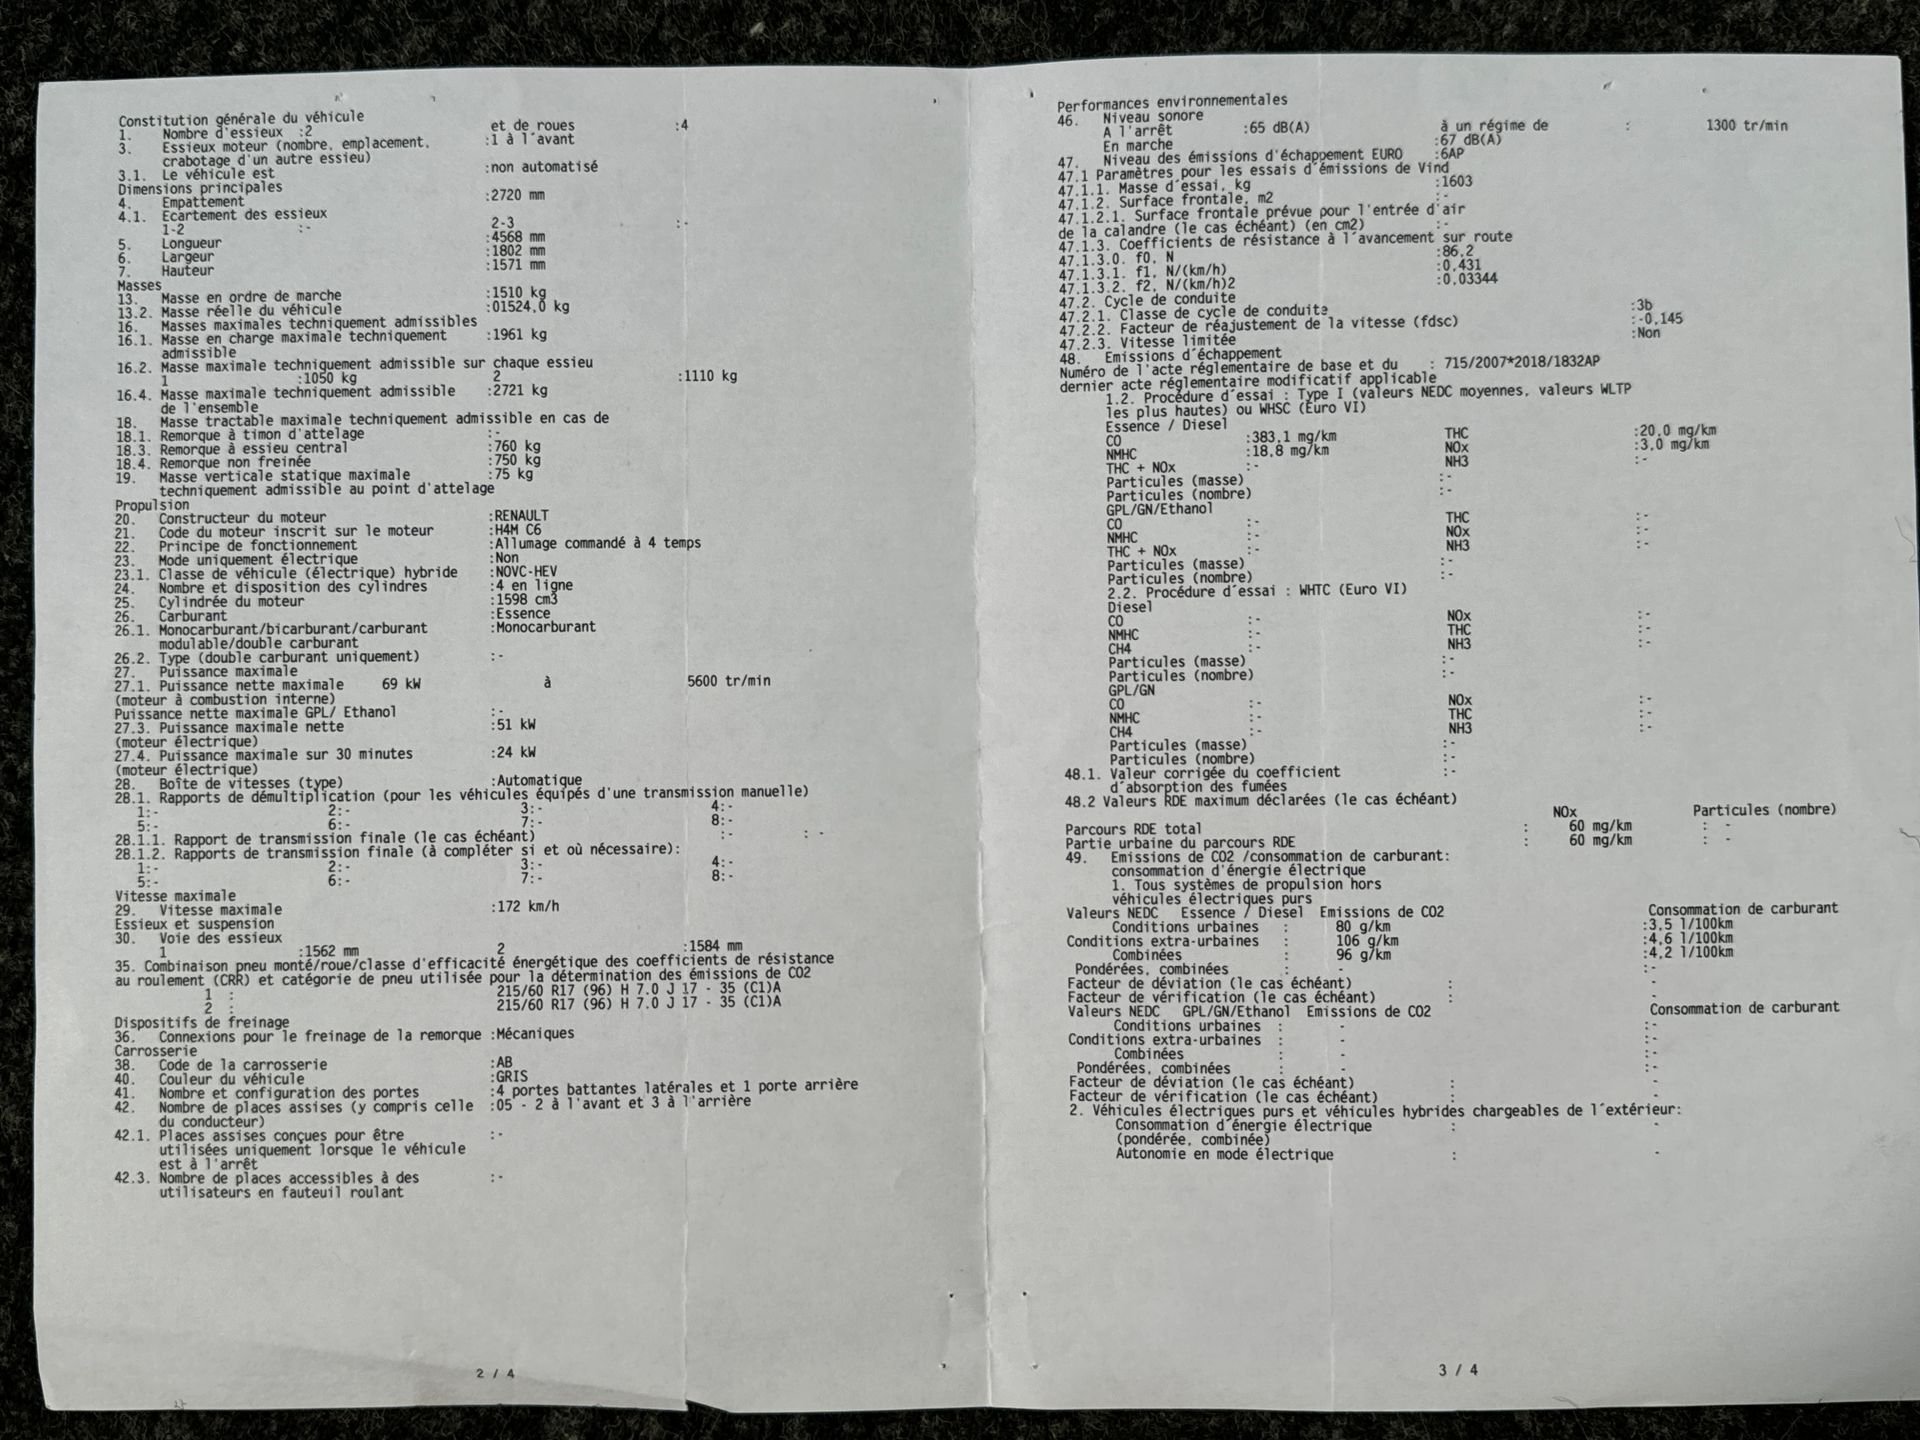 Constitution générale du véhicule
1. Nombre d'essieux :2 et de roues :4
3. Essieux moteur (nombre, emplacement, :1 à l'avant
crabotage d'un autre essieu)
3.1. Le véhicule est :non automatisé
Dimensions principales
4. Empattement :2720 mm
4.1. Ecartement des essieux
1-2 :- 2-3 :-
5. Longueur :4568 mm
6. Largeur :1802 mm
7. Hauteur :1571 mm
Masses
13. Masse en ordre de marche :1510 kg
13.2. Masse réelle du véhicule :01524,0 kg
16. Masses maximales techniquement admissibles
16.1. Masse en charge maximale techniquement :1961 kg
admissible
16.2. Masse maximale techniquement admissible sur chaque essieu
1 :1050 kg 2 :1110 kg
16.4. Masse maximale techniquement admissible :2721 kg
de l'ensemble
18. Masse tractable maximale techniquement admissible en cas de
18.1. Remorque à timon d'attelage :-
18.3. Remorque à essieu central :760 kg
18.4. Remorque non freinée :750 kg
19. Masse verticale statique maximale :75 kg
techniquement admissible au point d'attelage
Propulsion
20. Constructeur du moteur :RENAULT
21. Code du moteur inscrit sur le moteur :H4M C6
22. Principe de fonctionnement :Allumage commandé à 4 temps
23. Mode uniquement électrique :Non
23.1. Classe de véhicule (électrique) hybride :NOVC-HEV
24. Nombre et disposition des cylindres :4 en ligne
25. Cylindrée du moteur :1598 cm3
26. Carburant :Essence
26.1. Monocarburant/bicarburant/carburant :Monocarburant
modulable/double carburant
26.2. Type (double carburant uniquement) :-
27. Puissance maximale
27.1. Puissance nette maximale 69 kW à 5600 tr/min
(moteur à combustion interne)
Puissance nette maximale GPL/ Ethanol :-
27.3. Puissance maximale nette :51 kW
(moteur électrique)
27.4. Puissance maximale sur 30 minutes :24 kW
(moteur électrique)
28. Boîte de vitesses (type) :Automatique
28.1. Rapports de démultiplication (pour les véhicules équipés d'une transmission manuelle)
1:- 2:- 3:- 4:-
5:- 6:- 7:- 8:-
28.1.1. Rapport de transmission finale (le cas échéant) :- : -
28.1.2. Rapports de transmission finale (à compléter si et où nécessaire):
1:- 2:- 3:- 4:-
5:- 6:- 7:- 8:-
Vitesse maximale
29. Vitesse maximale :172 km/h
Essieux et suspension
30. Voie des essieux
1 :1562 mm 2 :1584 mm
35. Combinaison pneu monté/roue/classe d'efficacité énergétique des coefficients de résistance
au roulement (CRR) et catégorie de pneu utilisée pour la détermination des émissions de CO2
1 : 215/60 R17 (96) H 7.0 J 17 - 35 (C1)A
2 : 215/60 R17 (96) H 7.0 J 17 - 35 (C1)A
Dispositifs de freinage
36. Connexions pour le freinage de la remorque :Mécaniques
Carrosserie
38. Code de la carrosserie :AB
40. Couleur du véhicule :GRIS
41. Nombre et configuration des portes :4 portes battantes latérales et 1 porte arrière
42. Nombre de places assises (y compris celle :05 - 2 à l'avant et 3 à l'arrière
du conducteur)
42.1. Places assises conçues pour être :-
utilisées uniquement lorsque le véhicule
est à l'arrêt
42.3. Nombre de places accessibles à des :-
utilisateurs en fauteuil roulant
2 / 4
Performances environnementales
46. Niveau sonore
A l'arrêt :65 dB(A) à un régime de : 1300 tr/min
En marche :67 dB(A)
47. Niveau des émissions d'échappement EURO :6AP
47.1 Paramètres pour les essais d'émissions de Vind
47.1.1. Masse d'essai, kg :1603
47.1.2. Surface frontale, m2 :-
47.1.2.1. Surface frontale prévue pour l'entrée d'air
de la calandre (le cas échéant) (en cm2) :-
47.1.3. Coefficients de résistance à l'avancement sur route
47.1.3.0. f0, N :86,2
47.1.3.1. f1, N/(km/h) :0,431
47.1.3.2. f2, N/(km/h)2 :0,03344
47.2. Cycle de conduite
47.2.1. Classe de cycle de conduite :3b
47.2.2. Facteur de réajustement de la vitesse (fdsc) :-0,145
47.2.3. Vitesse limitée :Non
48. Emissions d'échappement
Numéro de l'acte réglementaire de base et du : 715/2007*2018/1832AP
dernier acte réglementaire modificatif applicable
1.2. Procédure d'essai : Type I (valeurs NEDC moyennes, valeurs WLTP
les plus hautes) ou WHSC (Euro VI)
Essence / Diesel
CO :383,1 mg/km THC :20,0 mg/km
NMHC :18,8 mg/km NOx :3,0 mg/km
THC + NOx :- NH3 :-
Particules (masse) :-
Particules (nombre) :-
GPL/GN/Ethanol
CO :- THC :-
NMHC :- NOx :-
THC + NOx :- NH3 :-
Particules (masse) :-
Particules (nombre) :-
2.2. Procédure d'essai : WHTC (Euro VI)
Diesel
CO :- NOx :-
NMHC :- THC :-
CH4 :- NH3 :-
Particules (masse) :-
Particules (nombre) :-
GPL/GN
CO :- NOx :-
NMHC :- THC :-
CH4 :- NH3 :-
Particules (masse) :-
Particules (nombre) :-
48.1. Valeur corrigée du coefficient :-
d'absorption des fumées
48.2 Valeurs RDE maximum déclarées (le cas échéant)
NOx Particules (nombre)
Parcours RDE total : 60 mg/km : -
Partie urbaine du parcours RDE : 60 mg/km : -
49. Emissions de CO2 /consommation de carburant:
consommation d'énergie électrique
1. Tous systèmes de propulsion hors
véhicules électriques purs
Valeurs NEDC Essence / Diesel Emissions de CO2 Consommation de carburant
Conditions urbaines : 80 g/km :3,5 l/100km
Conditions extra-urbaines : 106 g/km :4,6 l/100km
Combinées : 96 g/km :4,2 l/100km
Pondérées, combinées : - :-
Facteur de déviation (le cas échéant) : -
Facteur de vérification (le cas échéant) : -
Valeurs NEDC GPL/GN/Ethanol Emissions de CO2 Consommation de carburant
Conditions urbaines : - :-
Conditions extra-urbaines : - :-
Combinées : - :-
Pondérées, combinées : - :-
Facteur de déviation (le cas échéant) : -
Facteur de vérification (le cas échéant) : -
2. Véhicules électriques purs et véhicules hybrides chargeables de l'extérieur:
Consommation d'énergie électrique : -
(pondérée, combinée)
Autonomie en mode électrique : -
3 / 4